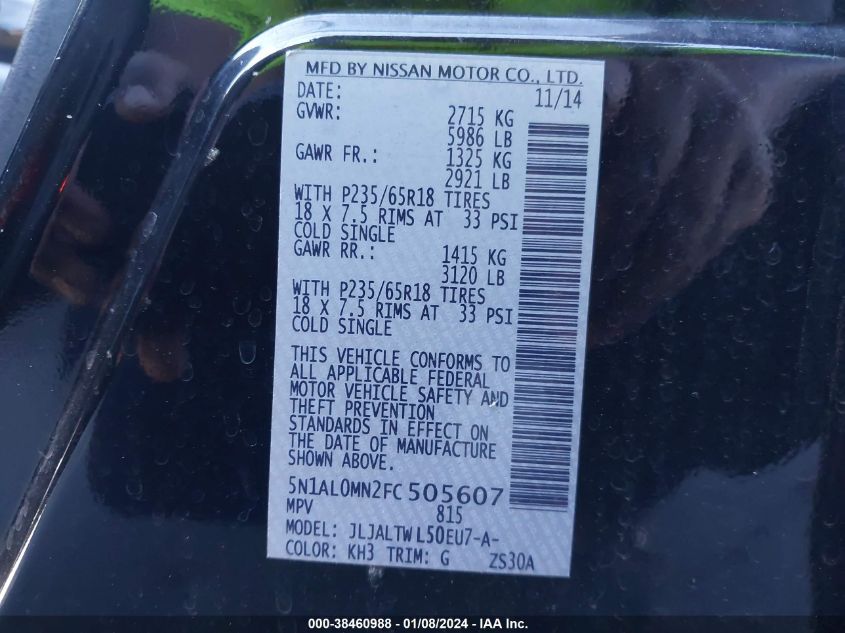 MFD BY NISSAN MOTOR CO., LTD.
DATE: 11/14
GVWR: 2715 KG
5986 LB
GAWR FR.: 1325 KG
2921 LB
WITH P235/65R18 TIRES
18 X 7.5 RIMS AT 33 PSI
COLD SINGLE
GAWR RR.: 1415 KG
3120 LB
WITH P235/65R18 TIRES
18 X 7.5 RIMS AT 33 PSI
COLD SINGLE
THIS VEHICLE CONFORMS TO
ALL APPLICABLE FEDERAL
MOTOR VEHICLE SAFETY AND
THEFT PREVENTION
STANDARDS IN EFFECT ON
THE DATE OF MANUFACTURE
SHOWN ABOVE.
5N1AL0MN2FC505607
MPV 815
MODEL: JLJALTWL50EU7-A-
COLOR: KH3 TRIM: G ZS30A
000-38460988 - 01/08/2024 - IAA Inc.